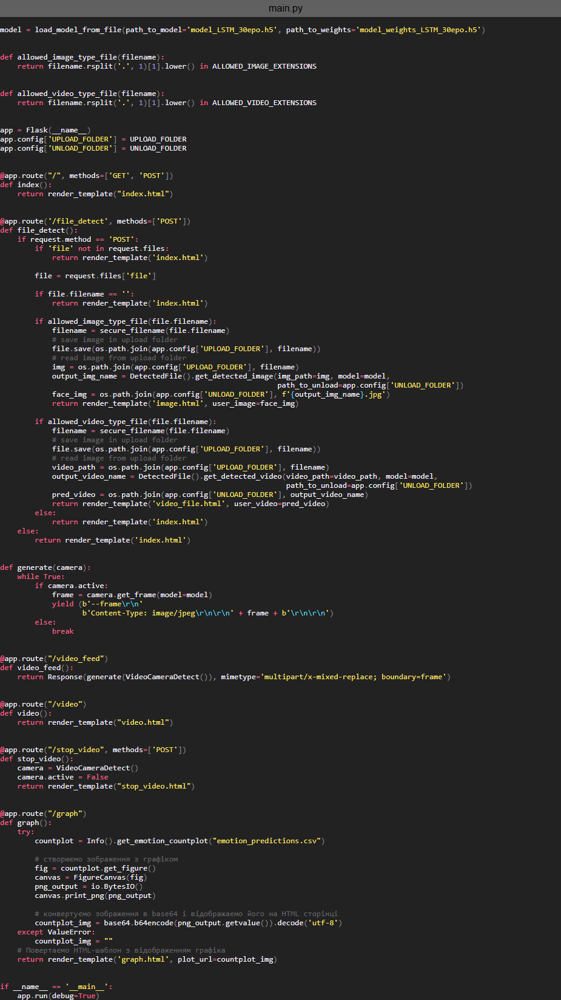 main.py
model = load_model_from_file(path_to_model='model_LSTM_30epo.h5', path_to_weights='model_weights_LSTM_30epo.h5')
def allowed_image_type_file(filename):
    return filename.rsplit('.', 1)[1].lower() in ALLOWED_IMAGE_EXTENSIONS
def allowed_video_type_file(filename):
    return filename.rsplit('.', 1)[1].lower() in ALLOWED_VIDEO_EXTENSIONS
app = Flask(__name__)
app.config['UPLOAD_FOLDER'] = UPLOAD_FOLDER
app.config['UNLOAD_FOLDER'] = UNLOAD_FOLDER
@app.route("/", methods=['GET', 'POST'])
def index():
    return render_template("index.html")
@app.route('/file_detect', methods=['POST'])
def file_detect():
    if request.method == 'POST':
        if 'file' not in request.files:
            return render_template('index.html')
        file = request.files['file']
        if file.filename == '':
            return render_template('index.html')
        if allowed_image_type_file(file.filename):
            filename = secure_filename(file.filename)
            # save image in upload folder
            file.save(os.path.join(app.config['UPLOAD_FOLDER'], filename))
            # read image from upload folder
            img = os.path.join(app.config['UPLOAD_FOLDER'], filename)
            output_img_name = DetectedFile().get_detected_image(img_path=img, model=model,
                                                                path_to_unload=app.config['UNLOAD_FOLDER'])
            face_img = os.path.join(app.config['UNLOAD_FOLDER'], f'{output_img_name}.jpg')
            return render_template('image.html', user_image=face_img)
        if allowed_video_type_file(file.filename):
            filename = secure_filename(file.filename)
            # save image in upload folder
            file.save(os.path.join(app.config['UPLOAD_FOLDER'], filename))
            # read image from upload folder
            video_path = os.path.join(app.config['UPLOAD_FOLDER'], filename)
            output_video_name = DetectedFile().get_detected_video(video_path=video_path, model=model,
                                                                  path_to_unload=app.config['UNLOAD_FOLDER'])
            pred_video = os.path.join(app.config['UNLOAD_FOLDER'], output_video_name)
            return render_template('video_file.html', user_video=pred_video)
        else:
            return render_template('index.html')
    else:
        return render_template('index.html')
def generate(camera):
    while True:
        if camera.active:
            frame = camera.get_frame(model=model)
            yield (b'--frame\r\n'
                   b'Content-Type: image/jpeg\r\n\r\n' + frame + b'\r\n\r\n')
        else:
            break
@app.route("/video_feed")
def video_feed():
    return Response(generate(VideoCameraDetect()), mimetype='multipart/x-mixed-replace; boundary=frame')
@app.route("/video")
def video():
    return render_template("video.html")
@app.route("/stop_video", methods=['POST'])
def stop_video():
    camera = VideoCameraDetect()
    camera.active = False
    return render_template("stop_video.html")
@app.route("/graph")
def graph():
    try:
        countplot = Info().get_emotion_countplot("emotion_predictions.csv")
        # створюємо зображення з графіком
        fig = countplot.get_figure()
        canvas = FigureCanvas(fig)
        png_output = io.BytesIO()
        canvas.print_png(png_output)
        # конвертуємо зображення в base64 і відображаємо його на HTML сторінці
        countplot_img = base64.b64encode(png_output.getvalue()).decode('utf-8')
    except ValueError:
        countplot_img = ""
    # Повертаємо HTML-шаблон з відображенням графіка
    return render_template('graph.html', plot_url=countplot_img)
if __name__ == '__main__':
    app.run(debug=True)